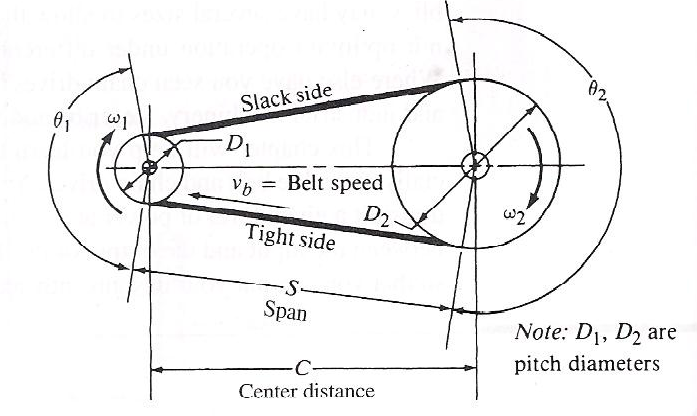 Slack side
θ1
ω1
D1
θ2
vb = Belt speed
D2
ω2
Tight side
S
Span
Note: D1, D2 are
pitch diameters
C
Center distance